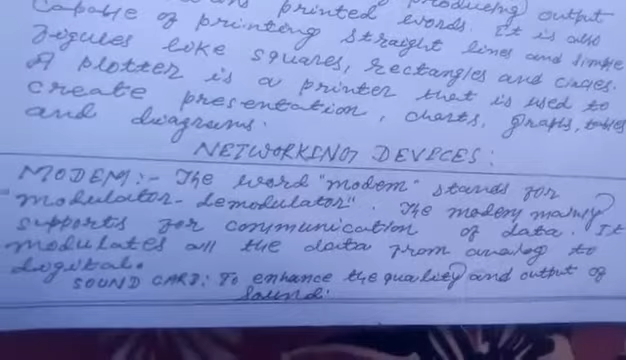 printed words. It is also
capable of printing straight lines and simple
figures like squares, rectangles and circles.
A plotter is a printer that is used to
create presentation, charts, graphs, tables
and diagrams.
NETWORKING DEVICES:
MODEM:- The word "modem" stands for
"modulator-demodulator". The modem mainly
supports for communication of data. It
modulates all the data from analog to
digital.
SOUND CARD: To enhance the quality and output of
Sound.